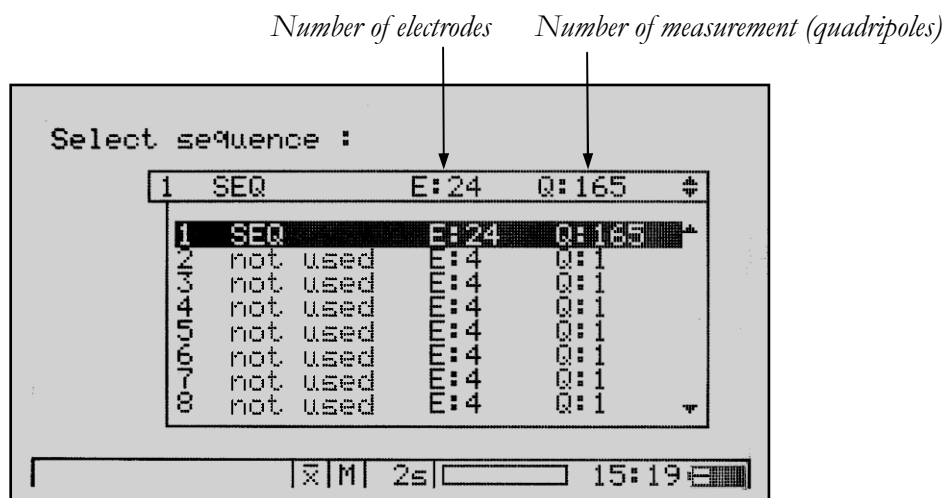 Number of electrodes Number of measurement (quadripoles)
Select sequence :
1 SEQ E:24 Q:165
1 SEQ E:24 Q:165
2 not used E:4 Q:1
3 not used E:4 Q:1
4 not used E:4 Q:1
5 not used E:4 Q:1
6 not used E:4 Q:1
7 not used E:4 Q:1
8 not used E:4 Q:1
x M 2s 15:19